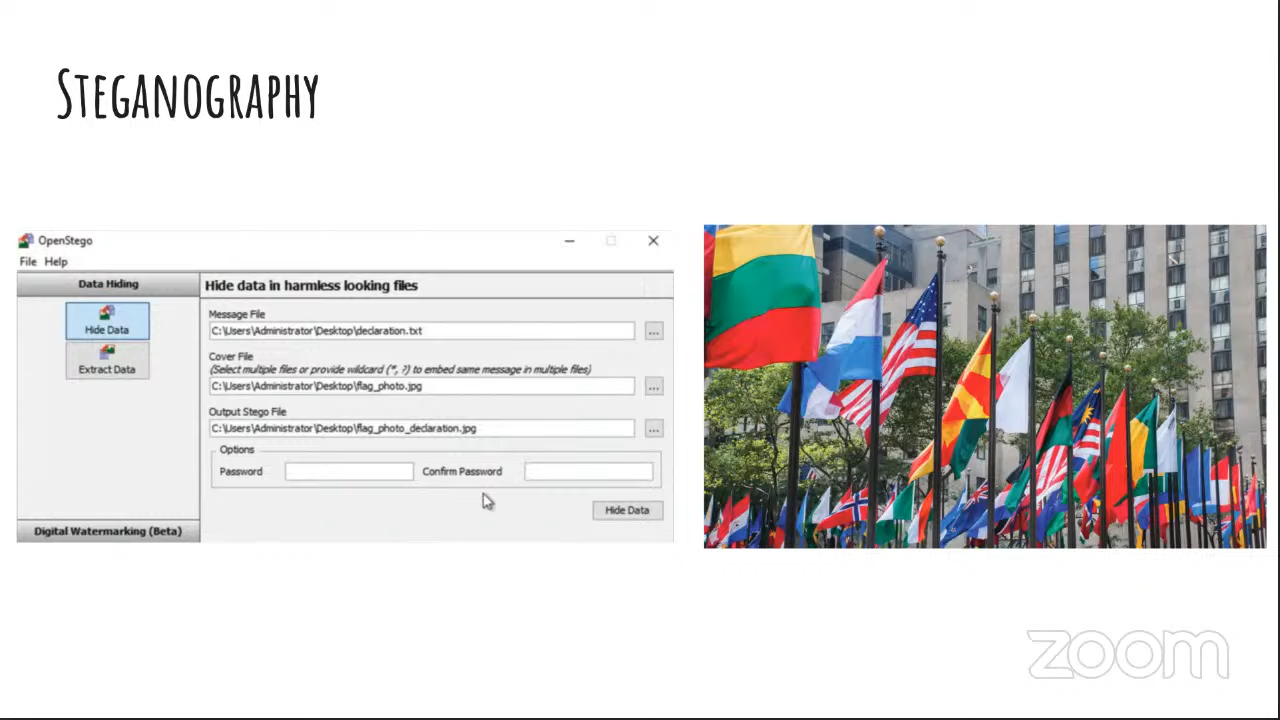 STEGANOGRAPHY
OpenStego
File Help
Data Hiding
Hide Data
Extract Data
Digital Watermarking (Beta)
Hide data in harmless looking files
Message File
C:\Users\Administrator\Desktop\declaration.txt
...
Cover File
(Select multiple files or provide wildcard (*, ?) to embed same message in multiple files)
C:\Users\Administrator\Desktop\flag_photo.jpg
...
Output Stego File
C:\Users\Administrator\Desktop\flag_photo_declaration.jpg
...
Options
Password
Confirm Password
Hide Data
zoom